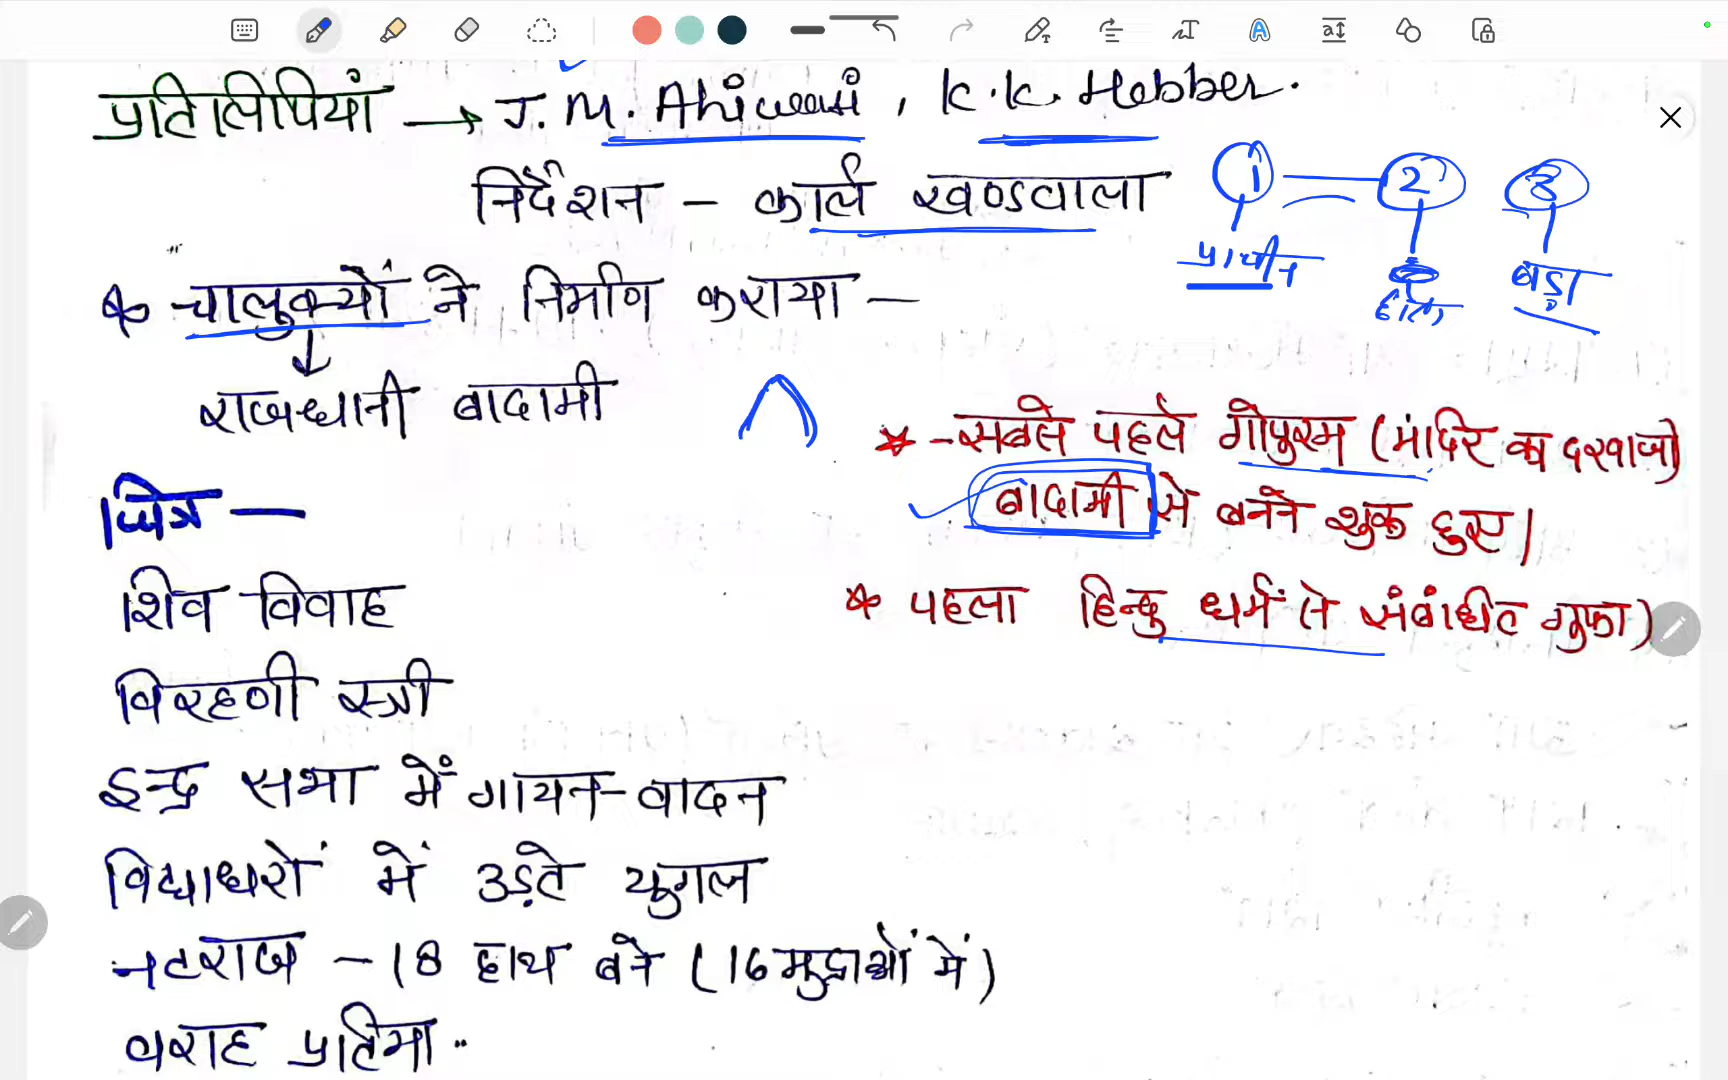 प्रतिलिपियां → J. M. Ahiwasi, K. K. Hebber.
निर्देशन - कार्ल खण्डवाला
1 2 3
प्राचीन छोटा बड़ा
* चालुक्यों ने निर्माण कराया -
↓
राजधानी बादामी
* - सबसे पहले गोपुरम (मंदिर का दरवाजा)
बादामी से बनने शुरू हुए।
* पहला हिन्दु धर्म से संबंधित गुफा)
चित्र -
शिव विवाह
विरहणी स्त्री
इन्द्र सभा में गायन-वादन
विद्याधरों में उड़ते युगल
नटराज - 18 हाथ बने (16 मुद्राओं में)
वराह प्रतिमा